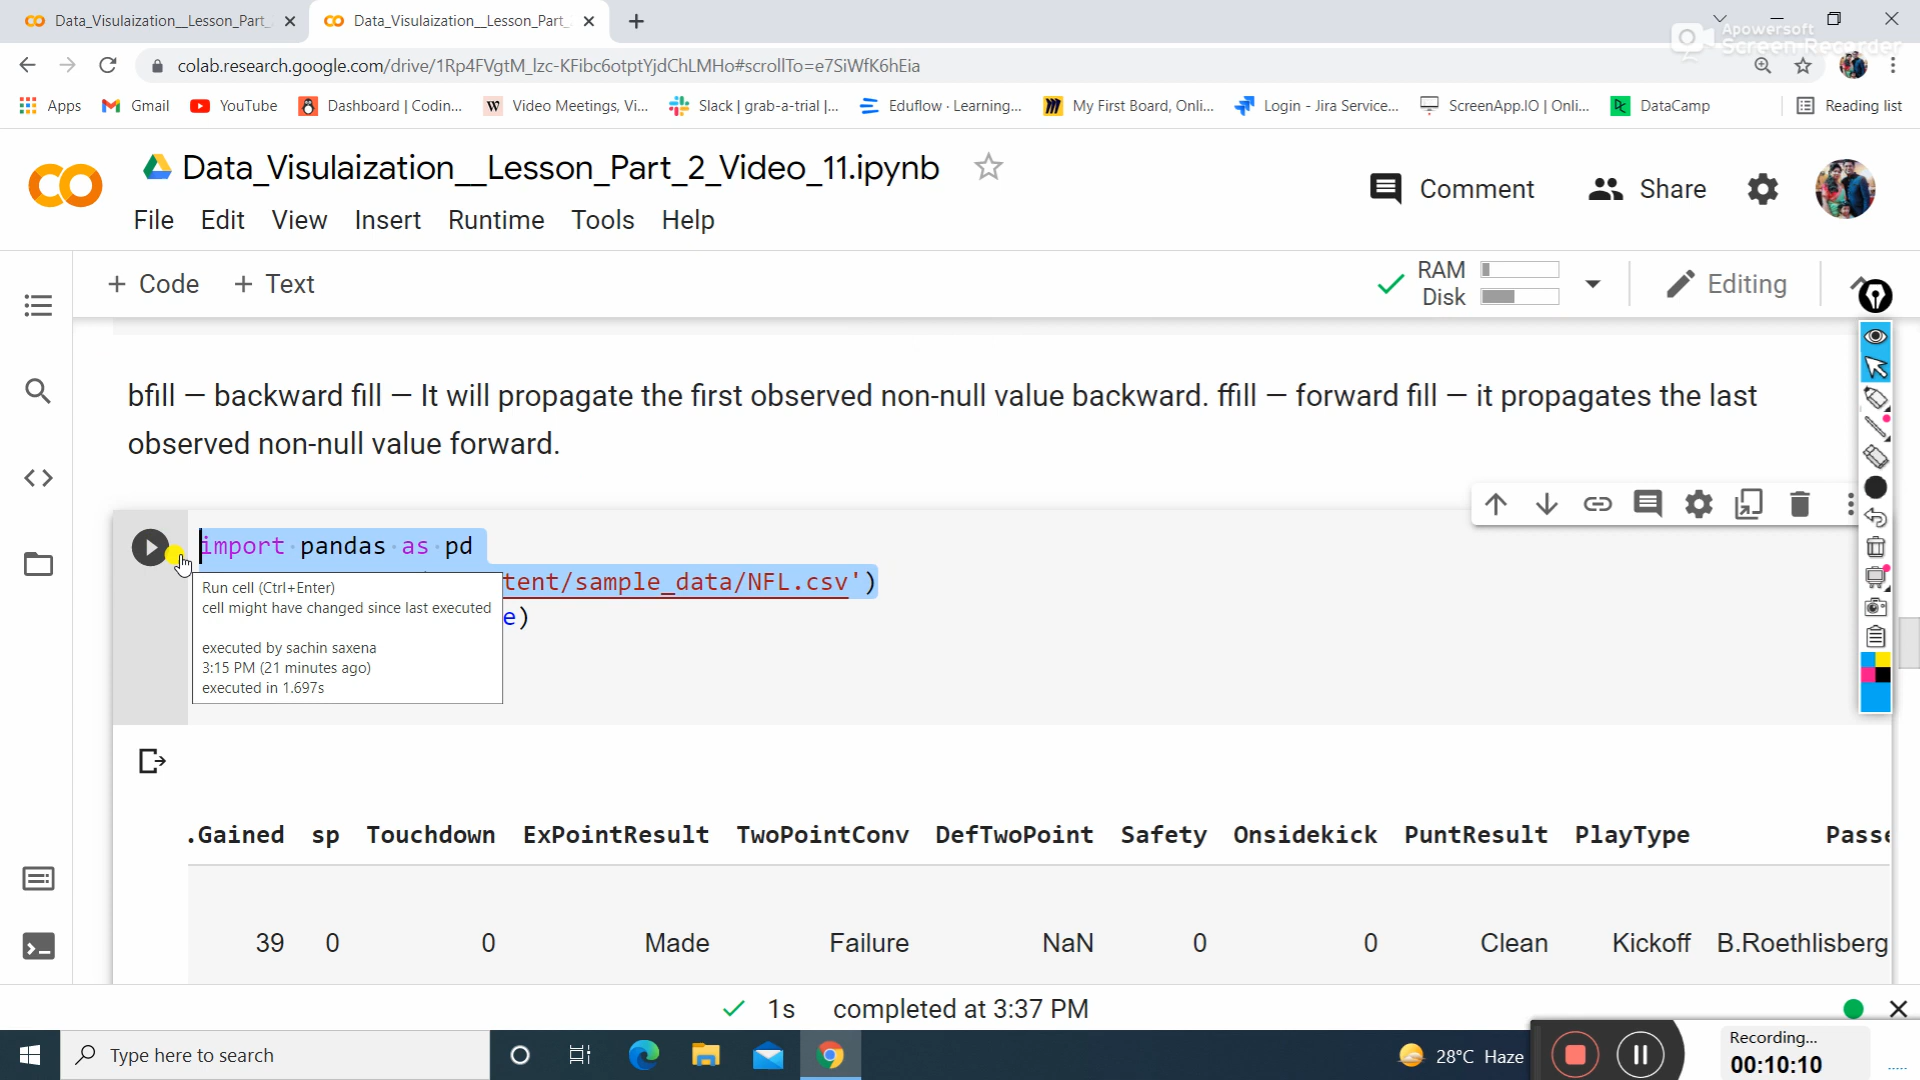 Data_Visulaization__Lesson_Part_
Data_Visulaization__Lesson_Part_
Apowersoft
Screen Recorder
colab.research.google.com/drive/1Rp4FVgtM_lzc-KFibc6otptYjdChLMHo#scrollTo=e7SiWfK6hEia
Apps Gmail YouTube Dashboard | Codin... Video Meetings, Vi... Slack | grab-a-trial |... Eduflow · Learning... My First Board, Onli... Login - Jira Service... ScreenApp.IO | Onli... DataCamp Reading list
Data_Visulaization__Lesson_Part_2_Video_11.ipynb
Comment Share
File Edit View Insert Runtime Tools Help
+ Code + Text
RAM
Disk
Editing
bfill — backward fill — It will propagate the first observed non-null value backward. ffill — forward fill — it propagates the last
observed non-null value forward.
import pandas as pd
tent/sample_data/NFL.csv')
e)
Run cell (Ctrl+Enter)
cell might have changed since last executed
executed by sachin saxena
3:15 PM (21 minutes ago)
executed in 1.697s
.Gained sp Touchdown ExPointResult TwoPointConv DefTwoPoint Safety Onsidekick PuntResult PlayType Passe
39 0 0 Made Failure NaN 0 0 Clean Kickoff B.Roethlisberg
1s completed at 3:37 PM
Type here to search
28°C Haze
Recording...
00:10:10